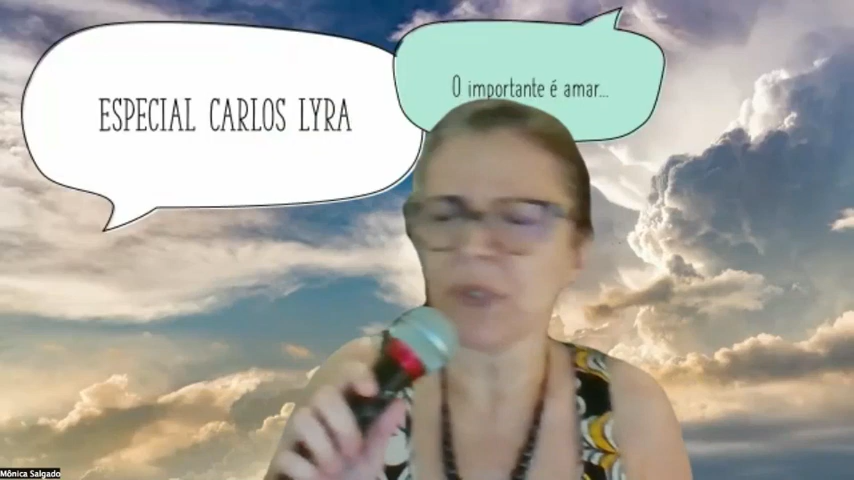 ESPECIAL CARLOS LYRA
O importante é amar...
Mônica Salgado